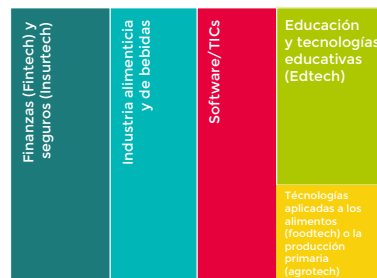 Finanzas (Fintech) y
seguros (Insurtech)
Industria alimenticia
y de bebidas
Software/TICs
Educación
y tecnologías
educativas
(Edtech)
Técnologías
aplicadas a los
alimentos
(foodtech) o la
producción
primaria
(agrotech)